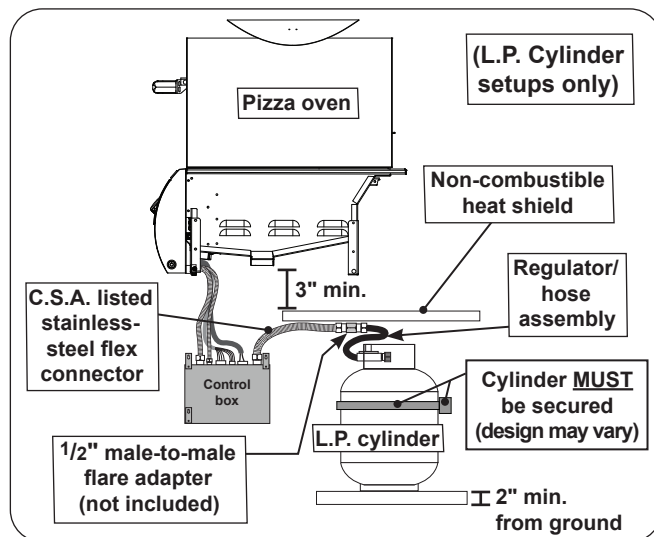 (L.P. Cylinder
setups only)
Pizza oven
Non-combustible
heat shield
3" min.
Regulator/
hose
assembly
C.S.A. listed
stainless-
steel flex
connector
Control
box
Cylinder MUST
be secured
(design may vary)
L.P. cylinder
1/2" male-to-male
flare adapter
(not included)
2" min.
from ground